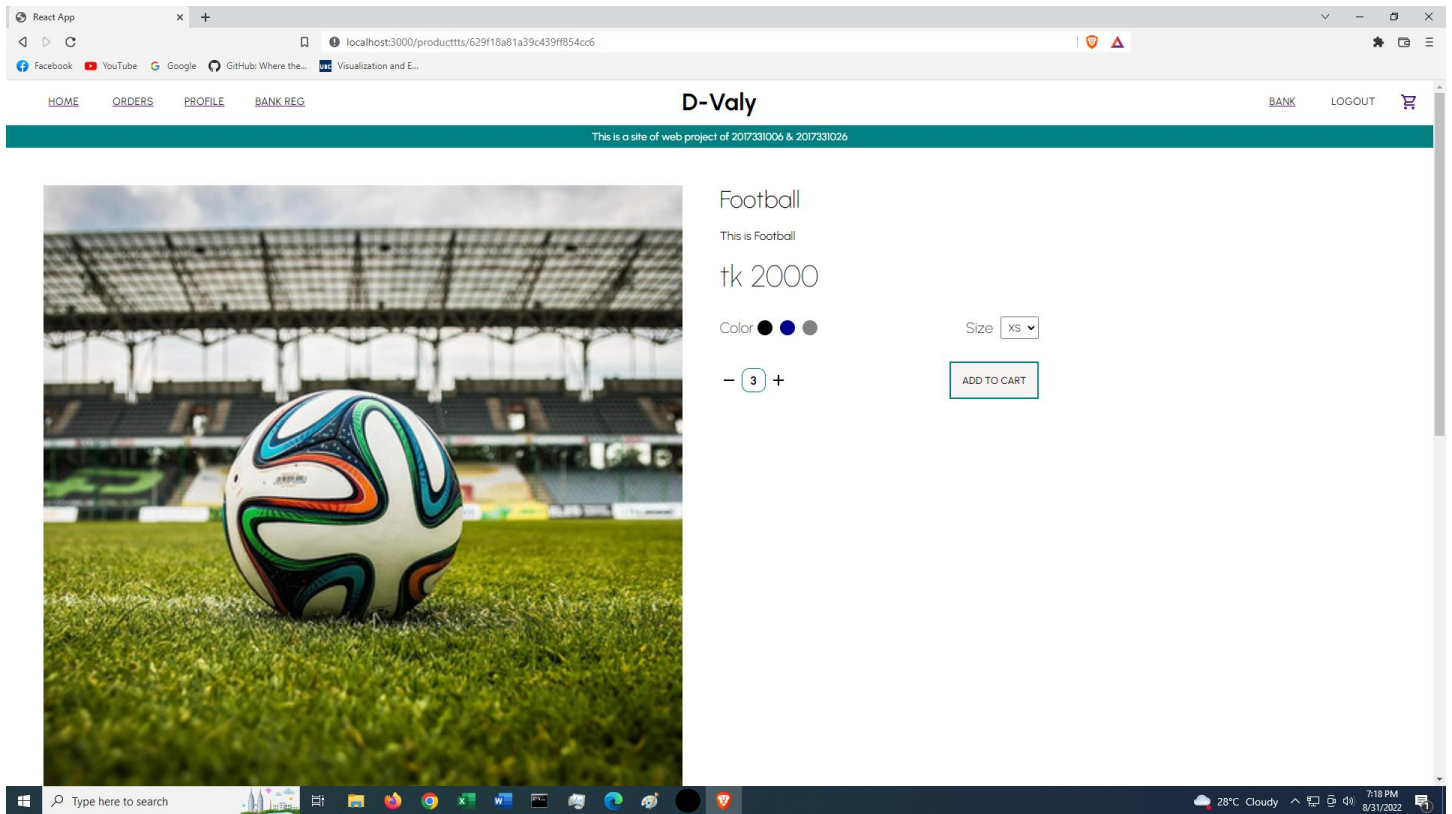 React App
localhost:3000/producttts/629f18a81a39c439ff854cc6
Facebook YouTube Google GitHub: Where the... UBC Visualization and E...
HOME ORDERS PROFILE BANK REG D-Valy BANK LOGOUT
This is a site of web project of 2017331006 & 2017331026
Football
This is Football
tk 2000
Color Size XS
3 ADD TO CART
Type here to search 28°C Cloudy 7:18 PM
8/31/2022
1